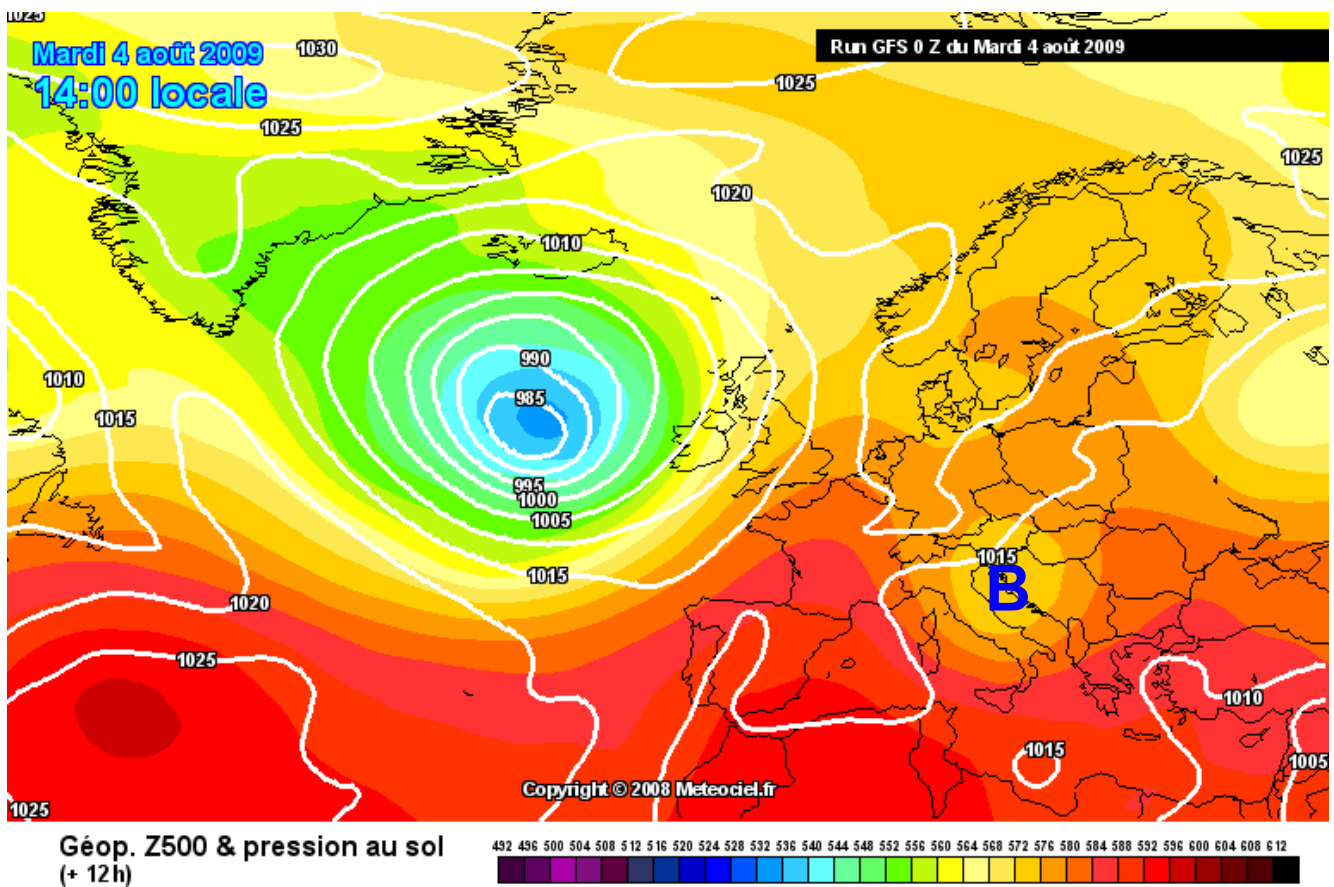 1025
Mardi 4 août 2009
14:00 locale
1030
Run GFS 0 Z du Mardi 4 août 2009
1025
1025
1025
1020
1010
990
1010
985
1015
995
1000
1005
1015
1015
B
1020
1025
1010
1015
1005
Copyright © 2008 Meteociel.fr
1025
Géop. Z500 & pression au sol
(+ 12h)
492 496 500 504 508 512 516 520 524 528 532 536 540 544 548 552 556 560 564 568 572 576 580 584 588 592 596 600 604 608 612